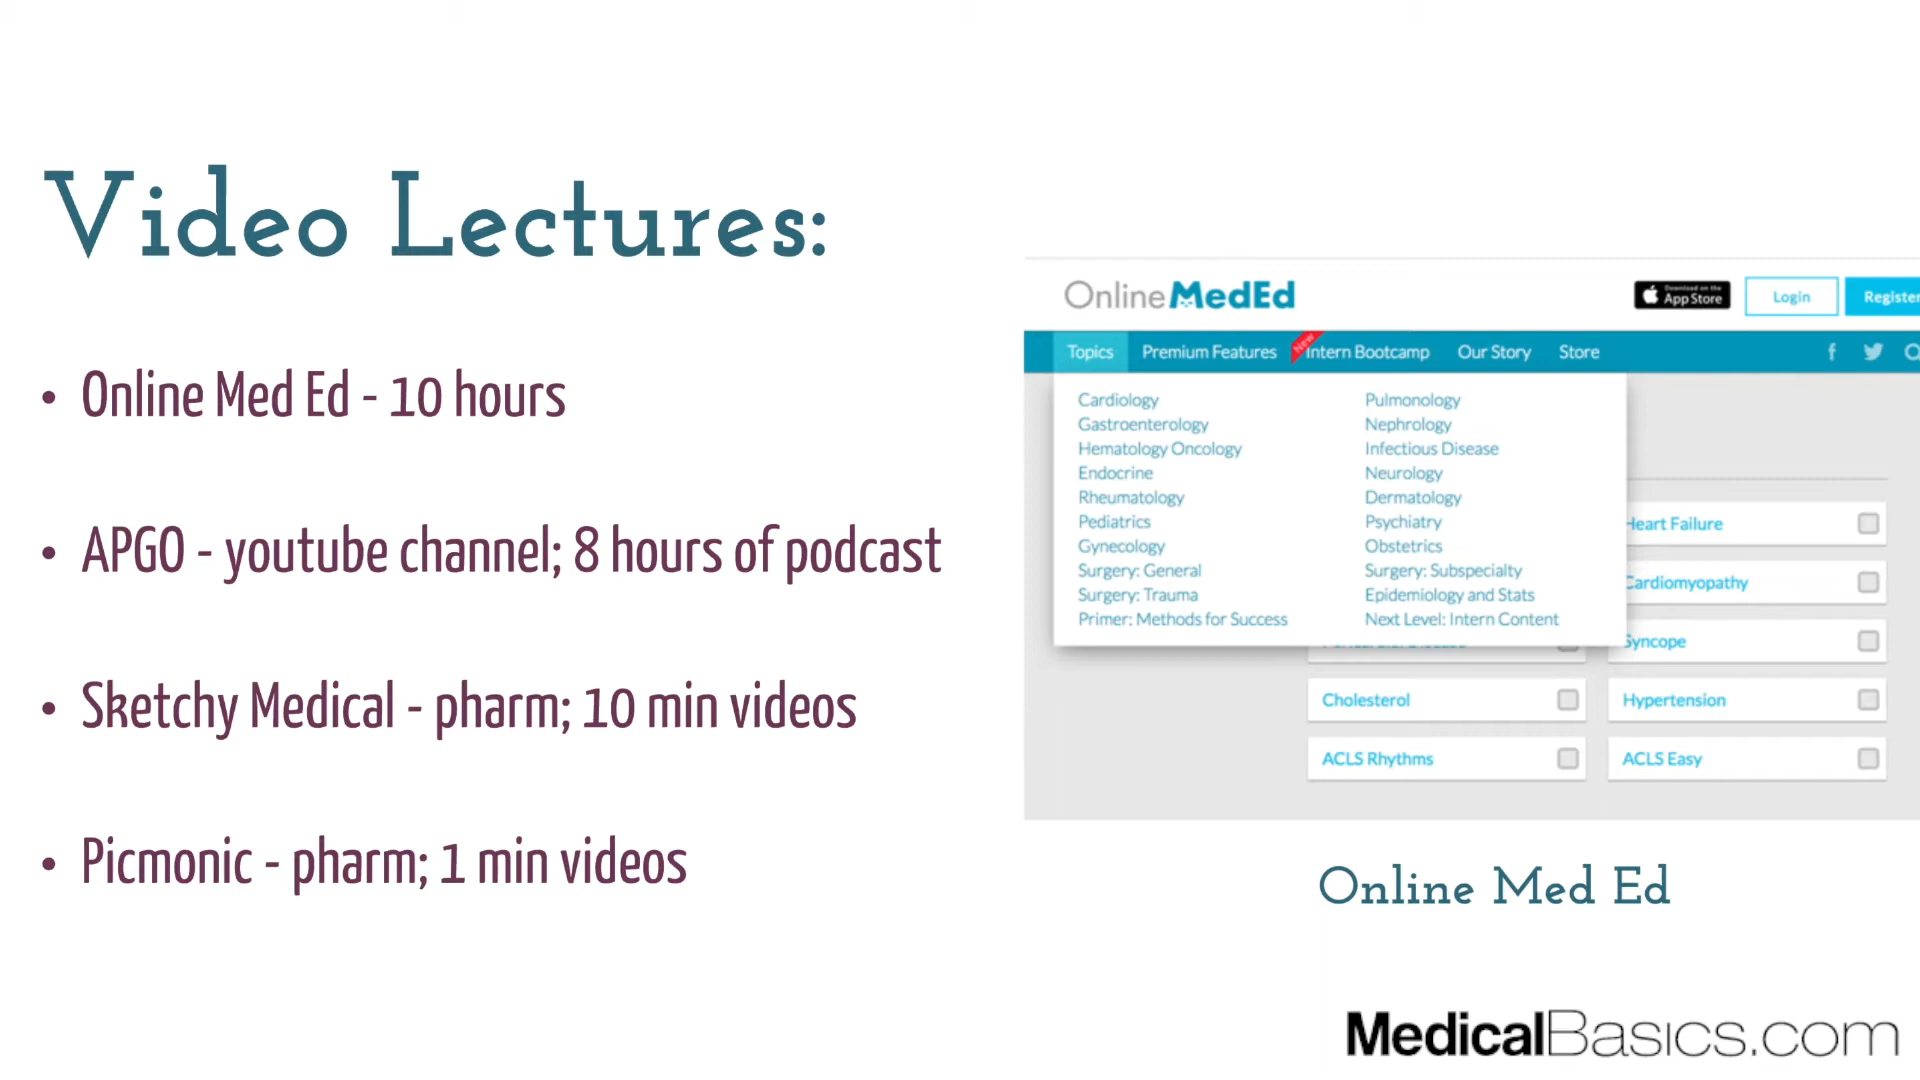 Video Lectures:
• Online Med Ed - 10 hours
• APGO - youtube channel; 8 hours of podcast
• Sketchy Medical - pharm; 10 min videos
• Picmonic - pharm; 1 min videos
OnlineMedEd
Download on the
App Store
Login
Register
Topics
Premium Features
New
Intern Bootcamp
Our Story
Store
Cardiology
Gastroenterology
Hematology Oncology
Endocrine
Rheumatology
Pediatrics
Gynecology
Surgery: General
Surgery: Trauma
Primer: Methods for Success
Pulmonology
Nephrology
Infectious Disease
Neurology
Dermatology
Psychiatry
Obstetrics
Surgery: Subspecialty
Epidemiology and Stats
Next Level: Intern Content
Heart Failure
Cardiomyopathy
Syncope
Cholesterol
Hypertension
ACLS Rhythms
ACLS Easy
Online Med Ed
MedicalBasics.com